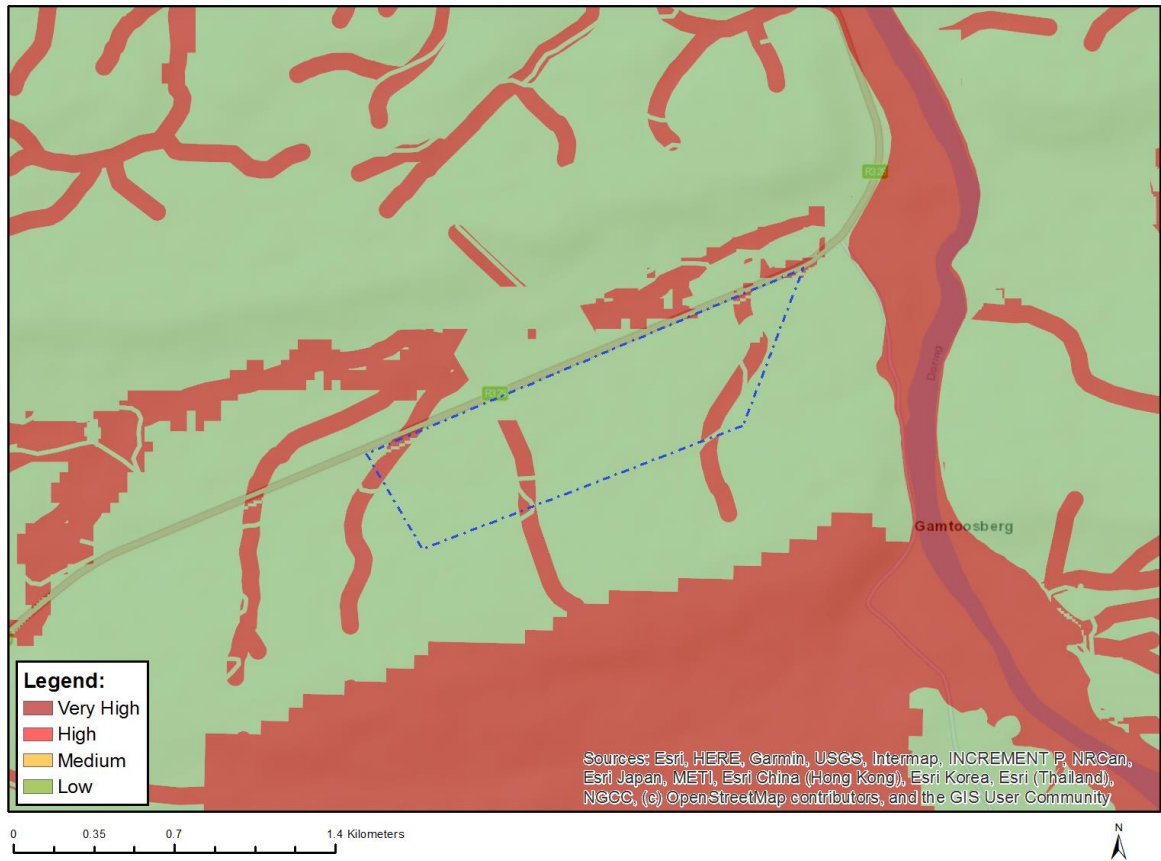 Doring
Gamtoosberg
Legend:
Very High
High
Medium
Low
Sources: Esri, HERE, Garmin, USGS, Intermap, INCREMENT P, NRCan,
Esri Japan, METI, Esri China (Hong Kong), Esri Korea, Esri (Thailand),
NGCC, (c) OpenStreetMap contributors, and the GIS User Community
0 0.35 0.7 1.4 Kilometers
N